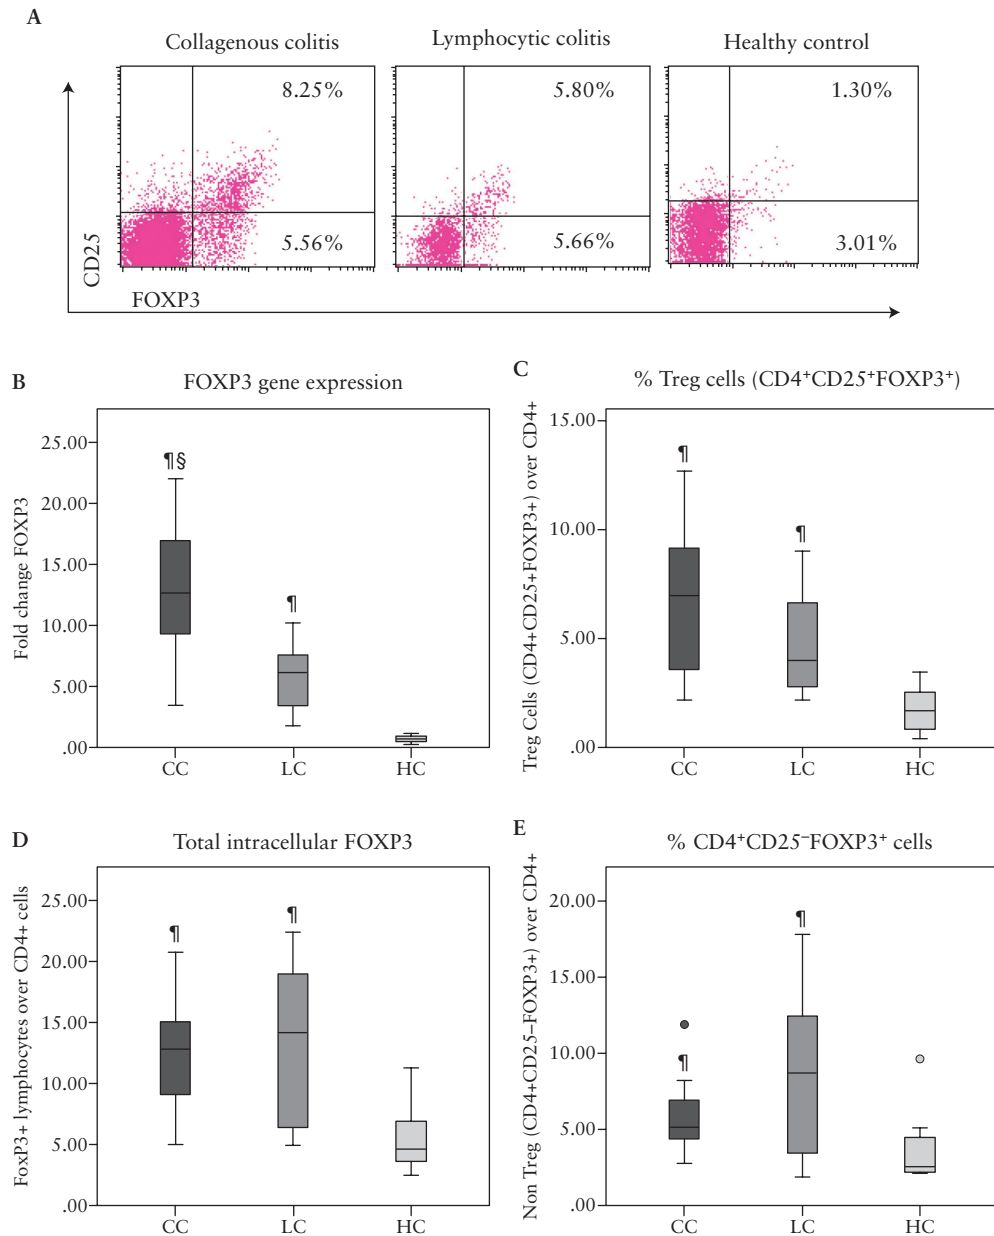 A
Collagenous colitis
Lymphocytic colitis
Healthy control
8.25%
5.80%
1.30%
5.56%
5.66%
3.01%
CD25
FOXP3
B
FOXP3 gene expression
Fold change FOXP3
25.00
20.00
15.00
10.00
5.00
.00
¶§
¶
CC
LC
HC
C
% Treg cells (CD4⁺CD25⁺FOXP3⁺)
Treg Cells (CD4+CD25+FOXP3+) over CD4+
15.00
10.00
5.00
.00
¶
¶
CC
LC
HC
D
Total intracellular FOXP3
FoxP3+ lymphocytes over CD4+ cells
25.00
20.00
15.00
10.00
5.00
.00
¶
¶
CC
LC
HC
E
% CD4⁺CD25⁻FOXP3⁺ cells
Non Treg (CD4+CD25−FOXP3+) over CD4+
20.00
15.00
10.00
5.00
.00
¶
¶
CC
LC
HC